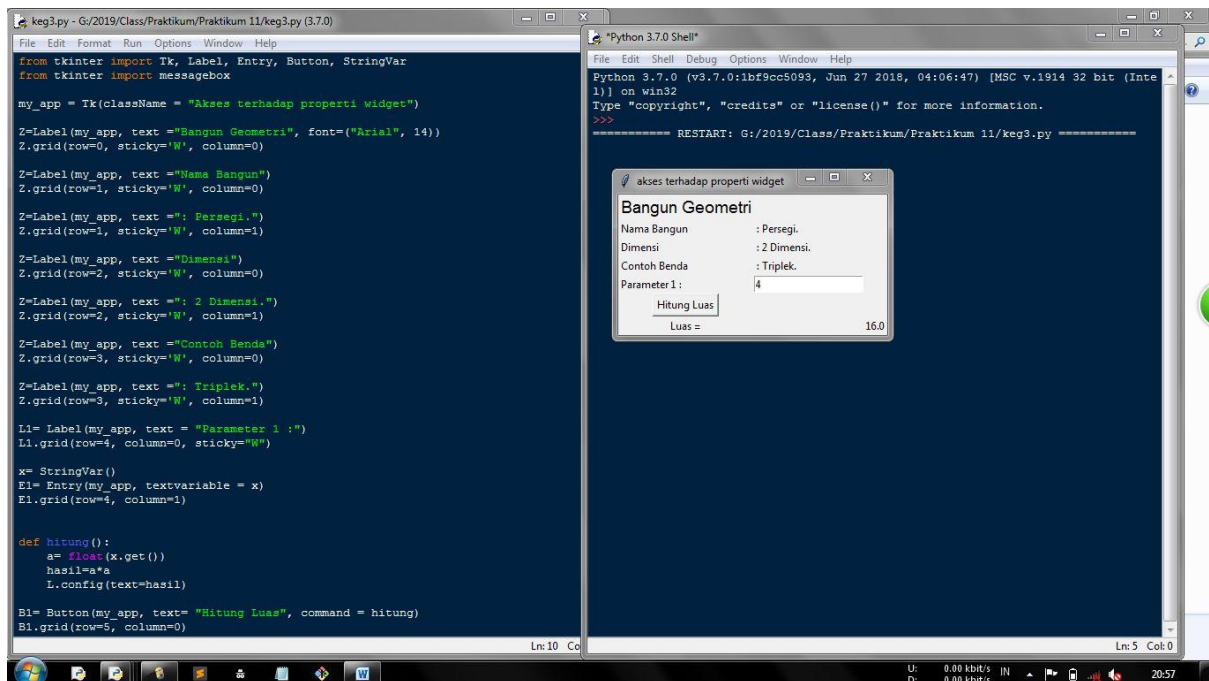 keg3.py - G:/2019/Class/Praktikum/Praktikum 11/keg3.py (3.7.0)
File Edit Format Run Options Window Help
from tkinter import Tk, Label, Entry, Button, StringVar
from tkinter import messagebox
my_app = Tk(className = "Akses terhadap properti widget")
Z=Label(my_app, text ="Bangun Geometri", font=("Arial", 14))
Z.grid(row=0, sticky='W', column=0)
Z=Label(my_app, text ="Nama Bangun")
Z.grid(row=1, sticky='W', column=0)
Z=Label(my_app, text =": Persegi.")
Z.grid(row=1, sticky='W', column=1)
Z=Label(my_app, text ="Dimensi")
Z.grid(row=2, sticky='W', column=0)
Z=Label(my_app, text =": 2 Dimensi.")
Z.grid(row=2, sticky='W', column=1)
Z=Label(my_app, text ="Contoh Benda")
Z.grid(row=3, sticky='W', column=0)
Z=Label(my_app, text =": Triplek.")
Z.grid(row=3, sticky='W', column=1)
L1= Label(my_app, text = "Parameter 1 :")
L1.grid(row=4, column=0, sticky="W")
x= StringVar()
E1= Entry(my_app, textvariable = x)
E1.grid(row=4, column=1)
def hitung():
    a= float(x.get())
    hasil=a*a
    L.config(text=hasil)
B1= Button(my_app, text= "Hitung Luas", command = hitung)
B1.grid(row=5, column=0)
Ln: 10 Co
*Python 3.7.0 Shell*
File Edit Shell Debug Options Window Help
Python 3.7.0 (v3.7.0:1bf9cc5093, Jun 27 2018, 04:06:47) [MSC v.1914 32 bit (Inte
l)] on win32
Type "copyright", "credits" or "license()" for more information.
>>>
=========== RESTART: G:/2019/Class/Praktikum/Praktikum 11/keg3.py ===========
akses terhadap properti widget
Bangun Geometri
Nama Bangun : Persegi.
Dimensi : 2 Dimensi.
Contoh Benda : Triplek.
Parameter 1 : 4
Hitung Luas
Luas = 16.0
Ln: 5 Col: 0
U: 0.00 kbit/s
D: 0.00 kbit/s
IN
20:57